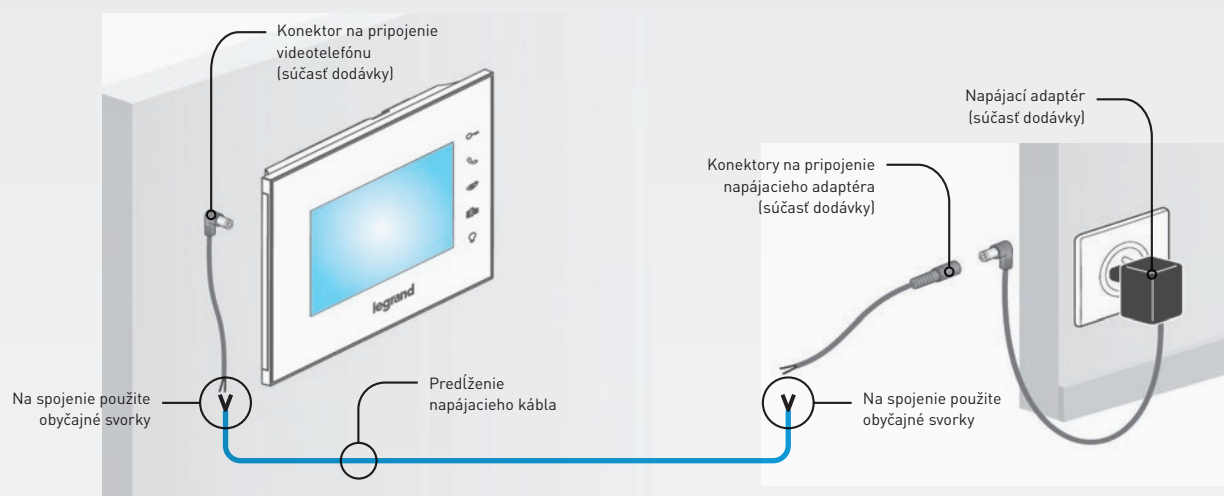 Konektor na pripojenie
videotelefónu
(súčasť dodávky)
Napájací adaptér
(súčasť dodávky)
Konektory na pripojenie
napájacieho adaptéra
(súčasť dodávky)
legrand
Na spojenie použite
obyčajné svorky
Predĺženie
napájacieho kábla
Na spojenie použite
obyčajné svorky